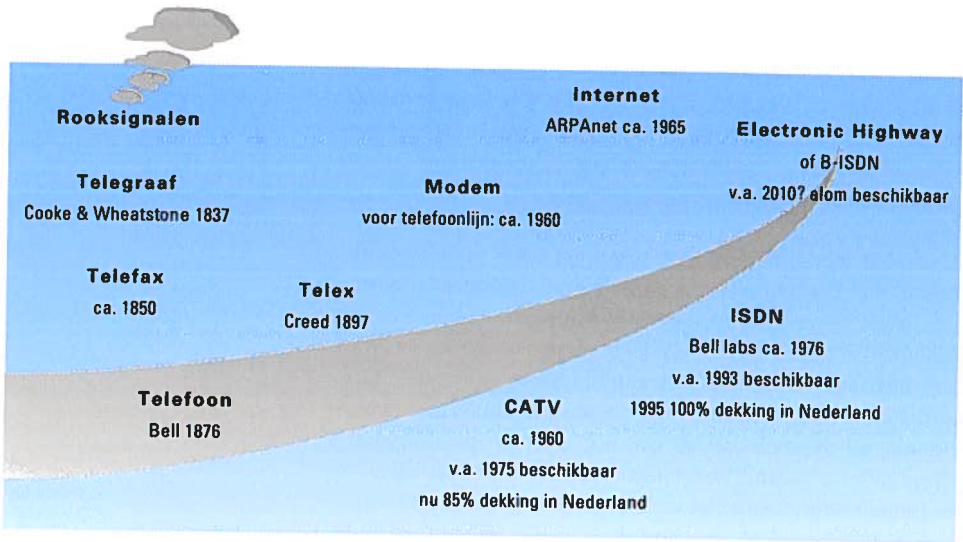 Rooksignalen
Telegraaf
Cooke & Wheatstone 1837
Telefax
ca. 1850
Telex
Creed 1897
Telefoon
Bell 1876
Modem
voor telefoonlijn: ca. 1960
Internet
ARPAnet ca. 1965
Electronic Highway
of B-ISDN
v.a. 2010? alom beschikbaar
ISDN
Bell labs ca. 1976
v.a. 1993 beschikbaar
1995 100% dekking in Nederland
CATV
ca. 1960
v.a. 1975 beschikbaar
nu 85% dekking in Nederland